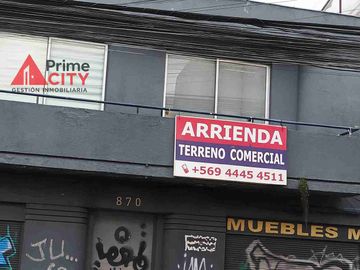 Prime
CITY
GESTIÓN INMOBILIARIA
ARRIENDA
TERRENO COMERCIAL
+569 4445 4511
870
MUEBLES M